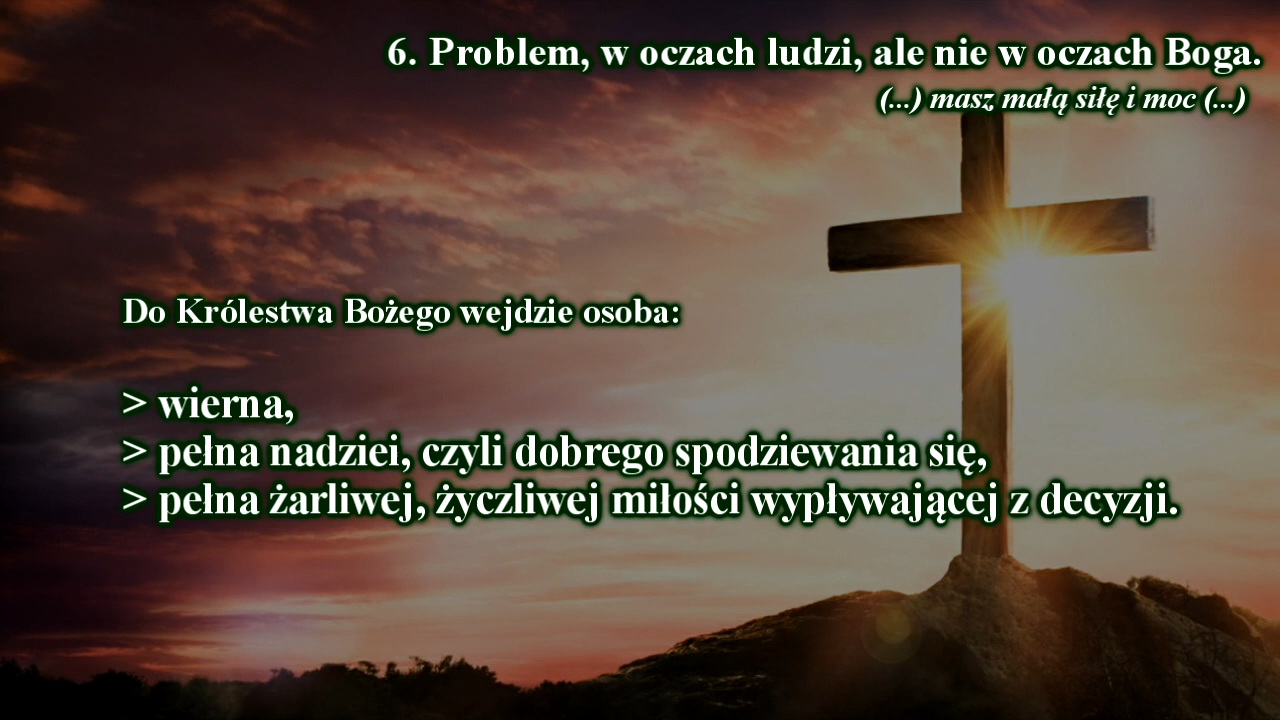 6. Problem, w oczach ludzi, ale nie w oczach Boga.
(...) masz małą siłę i moc (...)
Do Królestwa Bożego wejdzie osoba:
> wierna,
> pełna nadziei, czyli dobrego spodziewania się,
> pełna żarliwej, życzliwej miłości wypływającej z decyzji.